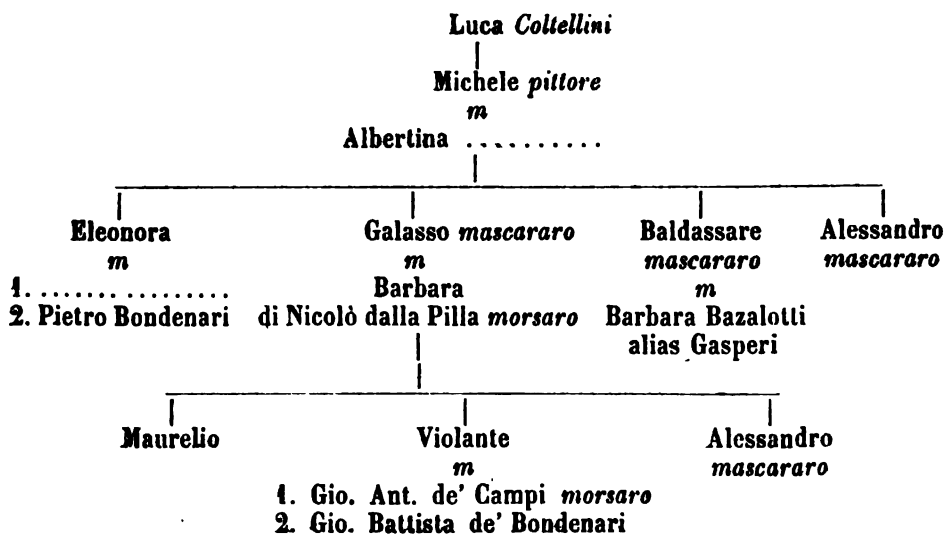 Luca Coltellini
Michele pittore
m
Albertina ..........
Eleonora Galasso mascararo Baldassare Alessandro
m m mascararo mascararo
1. .................. Barbara m
2. Pietro Bondenari di Nicolò dalla Pilla morsaro Barbara Bazalotti
alias Gasperi
Maurelio Violante Alessandro
m mascararo
1. Gio. Ant. de' Campi morsaro
2. Gio. Battista de' Bondenari